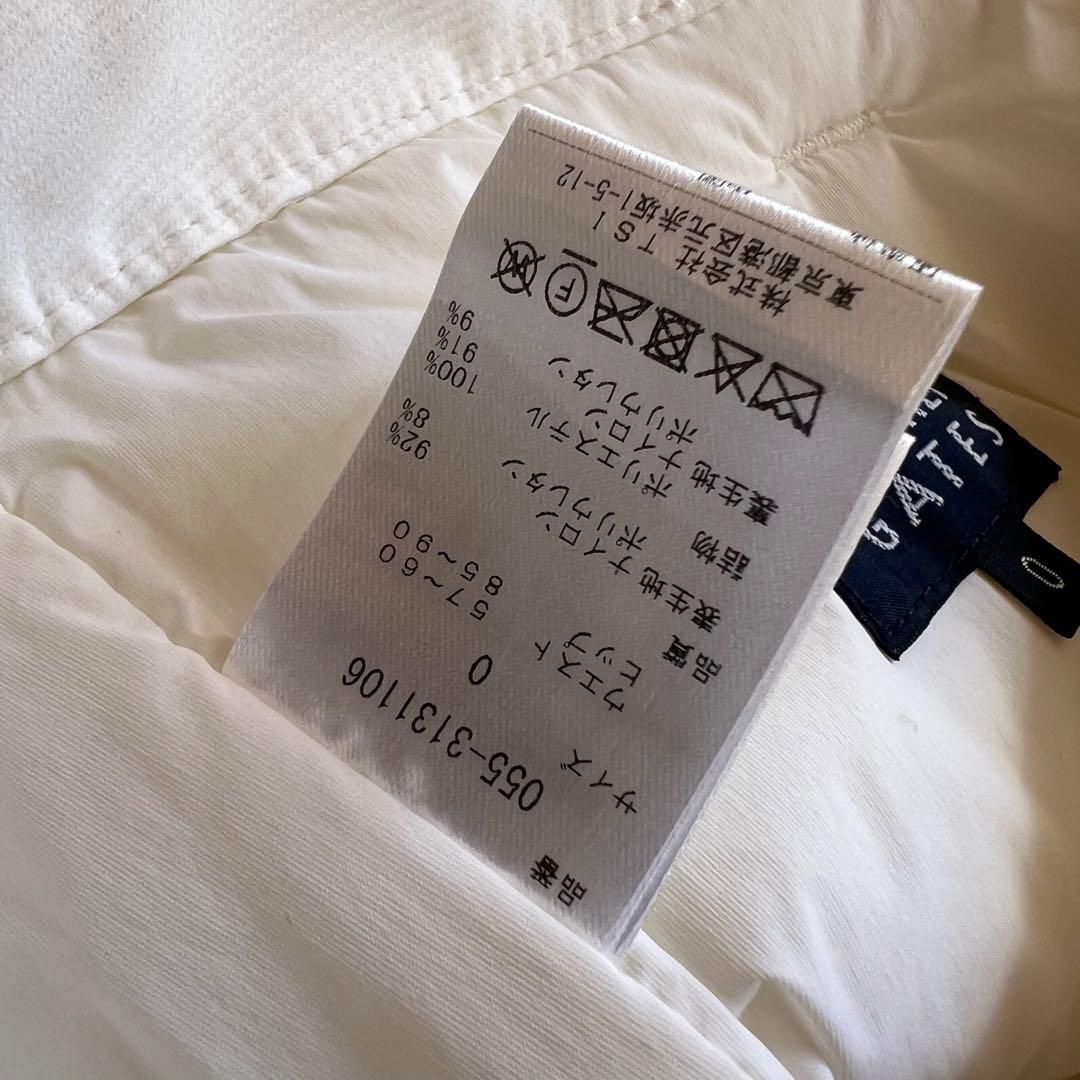 品番 055-3131106
サイズ 0
ウエスト 57～60
ヒップ 85～90
品質
表生地 ナイロン 92%
ポリウレタン 8%
詰物 ポリエステル 100%
裏生地 ナイロン 91%
ポリウレタン 9%
F W
株式会社 TSI
東京都港区元赤坂1-5-12
GATES
0